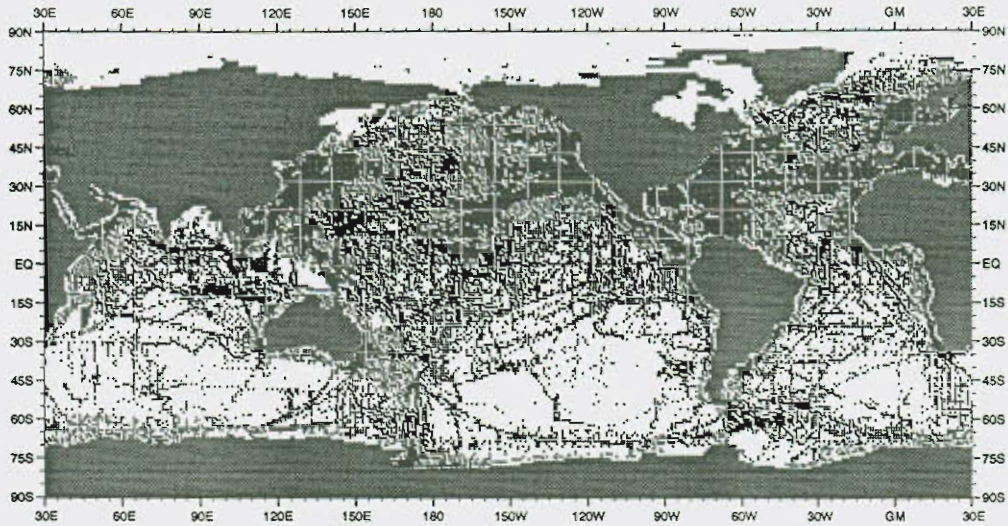 30E 60E 90E 120E 150E 180 150W 120W 90W 60W 30W GM 30E
90N 90N
75N 75N
60N 60N
45N 45N
30N 30N
15N 15N
EQ EQ
15S 15S
30S 30S
45S 45S
60S 60S
75S 75S
90S 90S
30E 60E 90E 120E 150E 180 150W 120W 90W 60W 30W GM 30E